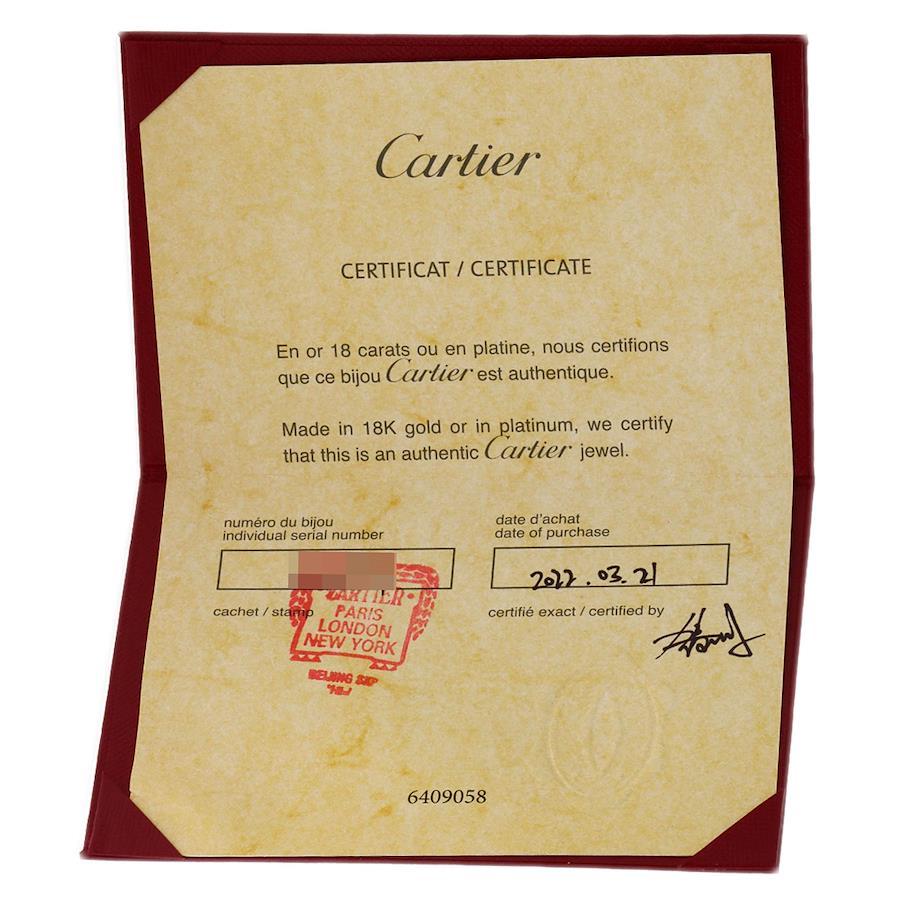 Cartier
CERTIFICAT / CERTIFICATE
En or 18 carats ou en platine, nous certifions
que ce bijou Cartier est authentique.
Made in 18K gold or in platinum, we certify
that this is an authentic Cartier jewel.
numéro du bijou
individual serial number
date d'achat
date of purchase
2022.03.21
cachet / stamp
certifié exact / certified by
CARTIER
PARIS
LONDON
NEW YORK
BEIJING SKP
6409058